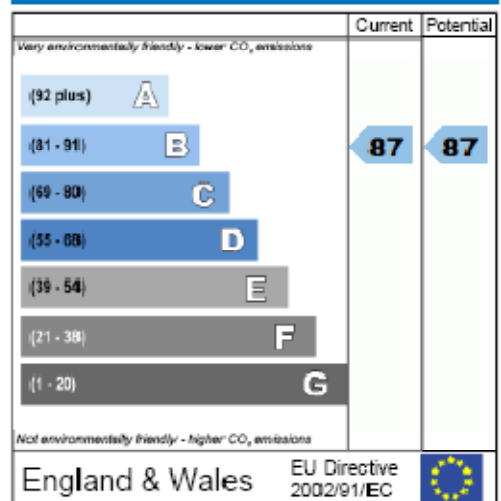 Current Potential
Very environmentally friendly - lower CO₂ emissions
(92 plus) A
(81 - 91) B 87 87
(69 - 80) C
(55 - 68) D
(39 - 54) E
(21 - 38) F
(1 - 20) G
Not environmentally friendly - higher CO₂ emissions
England & Wales EU Directive
2002/91/EC